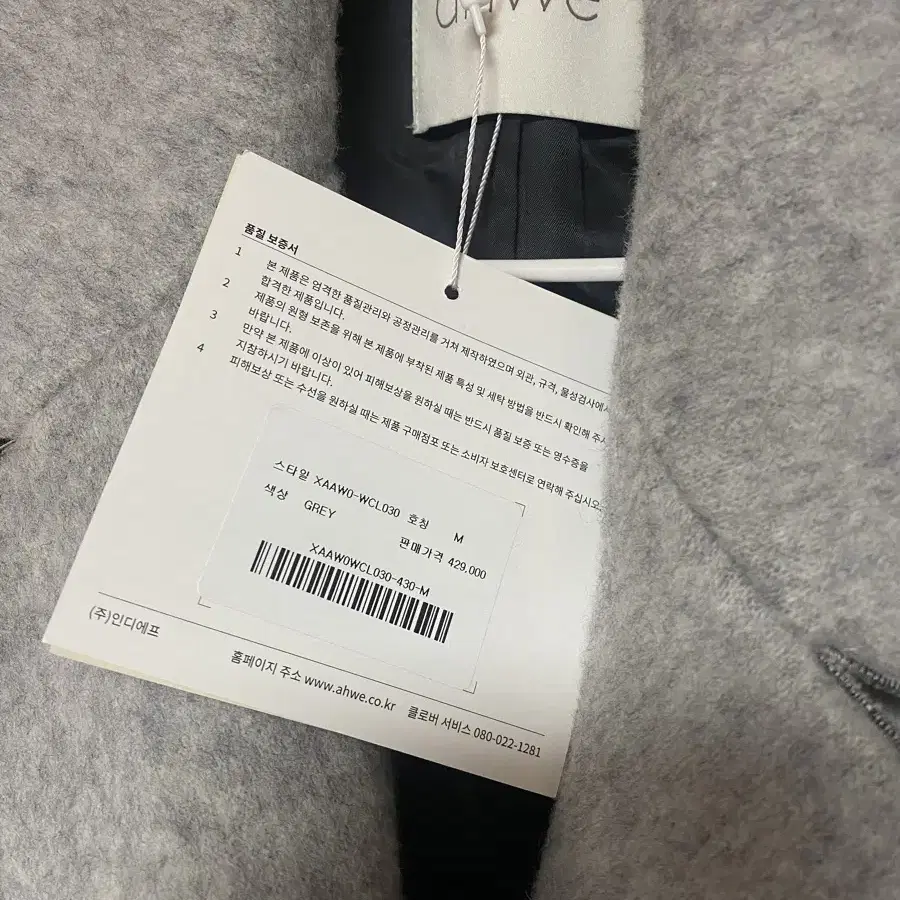 ahwe
품질 보증서
1 본 제품은 엄격한 품질관리와 공정관리를 거쳐 제작하였으며 외관, 규격, 물성검사에서
합격한 제품입니다.
2 제품의 원형 보존을 위해 본 제품에 부착된 제품 특성 및 세탁 방법을 반드시 확인해 주시
바랍니다.
3 만약 본 제품에 이상이 있어 피해보상을 원하실 때는 반드시 품질 보증 또는 영수증을
지참하시기 바랍니다.
4 피해보상 또는 수선을 원하실 때는 제품 구매점포 또는 소비자 보호센터로 연락해 주십시오.
스타일 XAAW0-WCL030 호칭 M
색상 GREY 판매가격 429,000
XAAW0WCL030-430-M
(주)인디에프
홈페이지 주소 www.ahwe.co.kr 클로버 서비스 080-022-1281